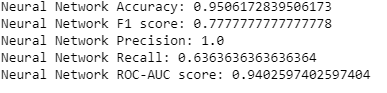 Neural Network Accuracy: 0.9506172839506173
Neural Network F1 score: 0.7777777777777778
Neural Network Precision: 1.0
Neural Network Recall: 0.6363636363636364
Neural Network ROC-AUC score: 0.9402597402597404